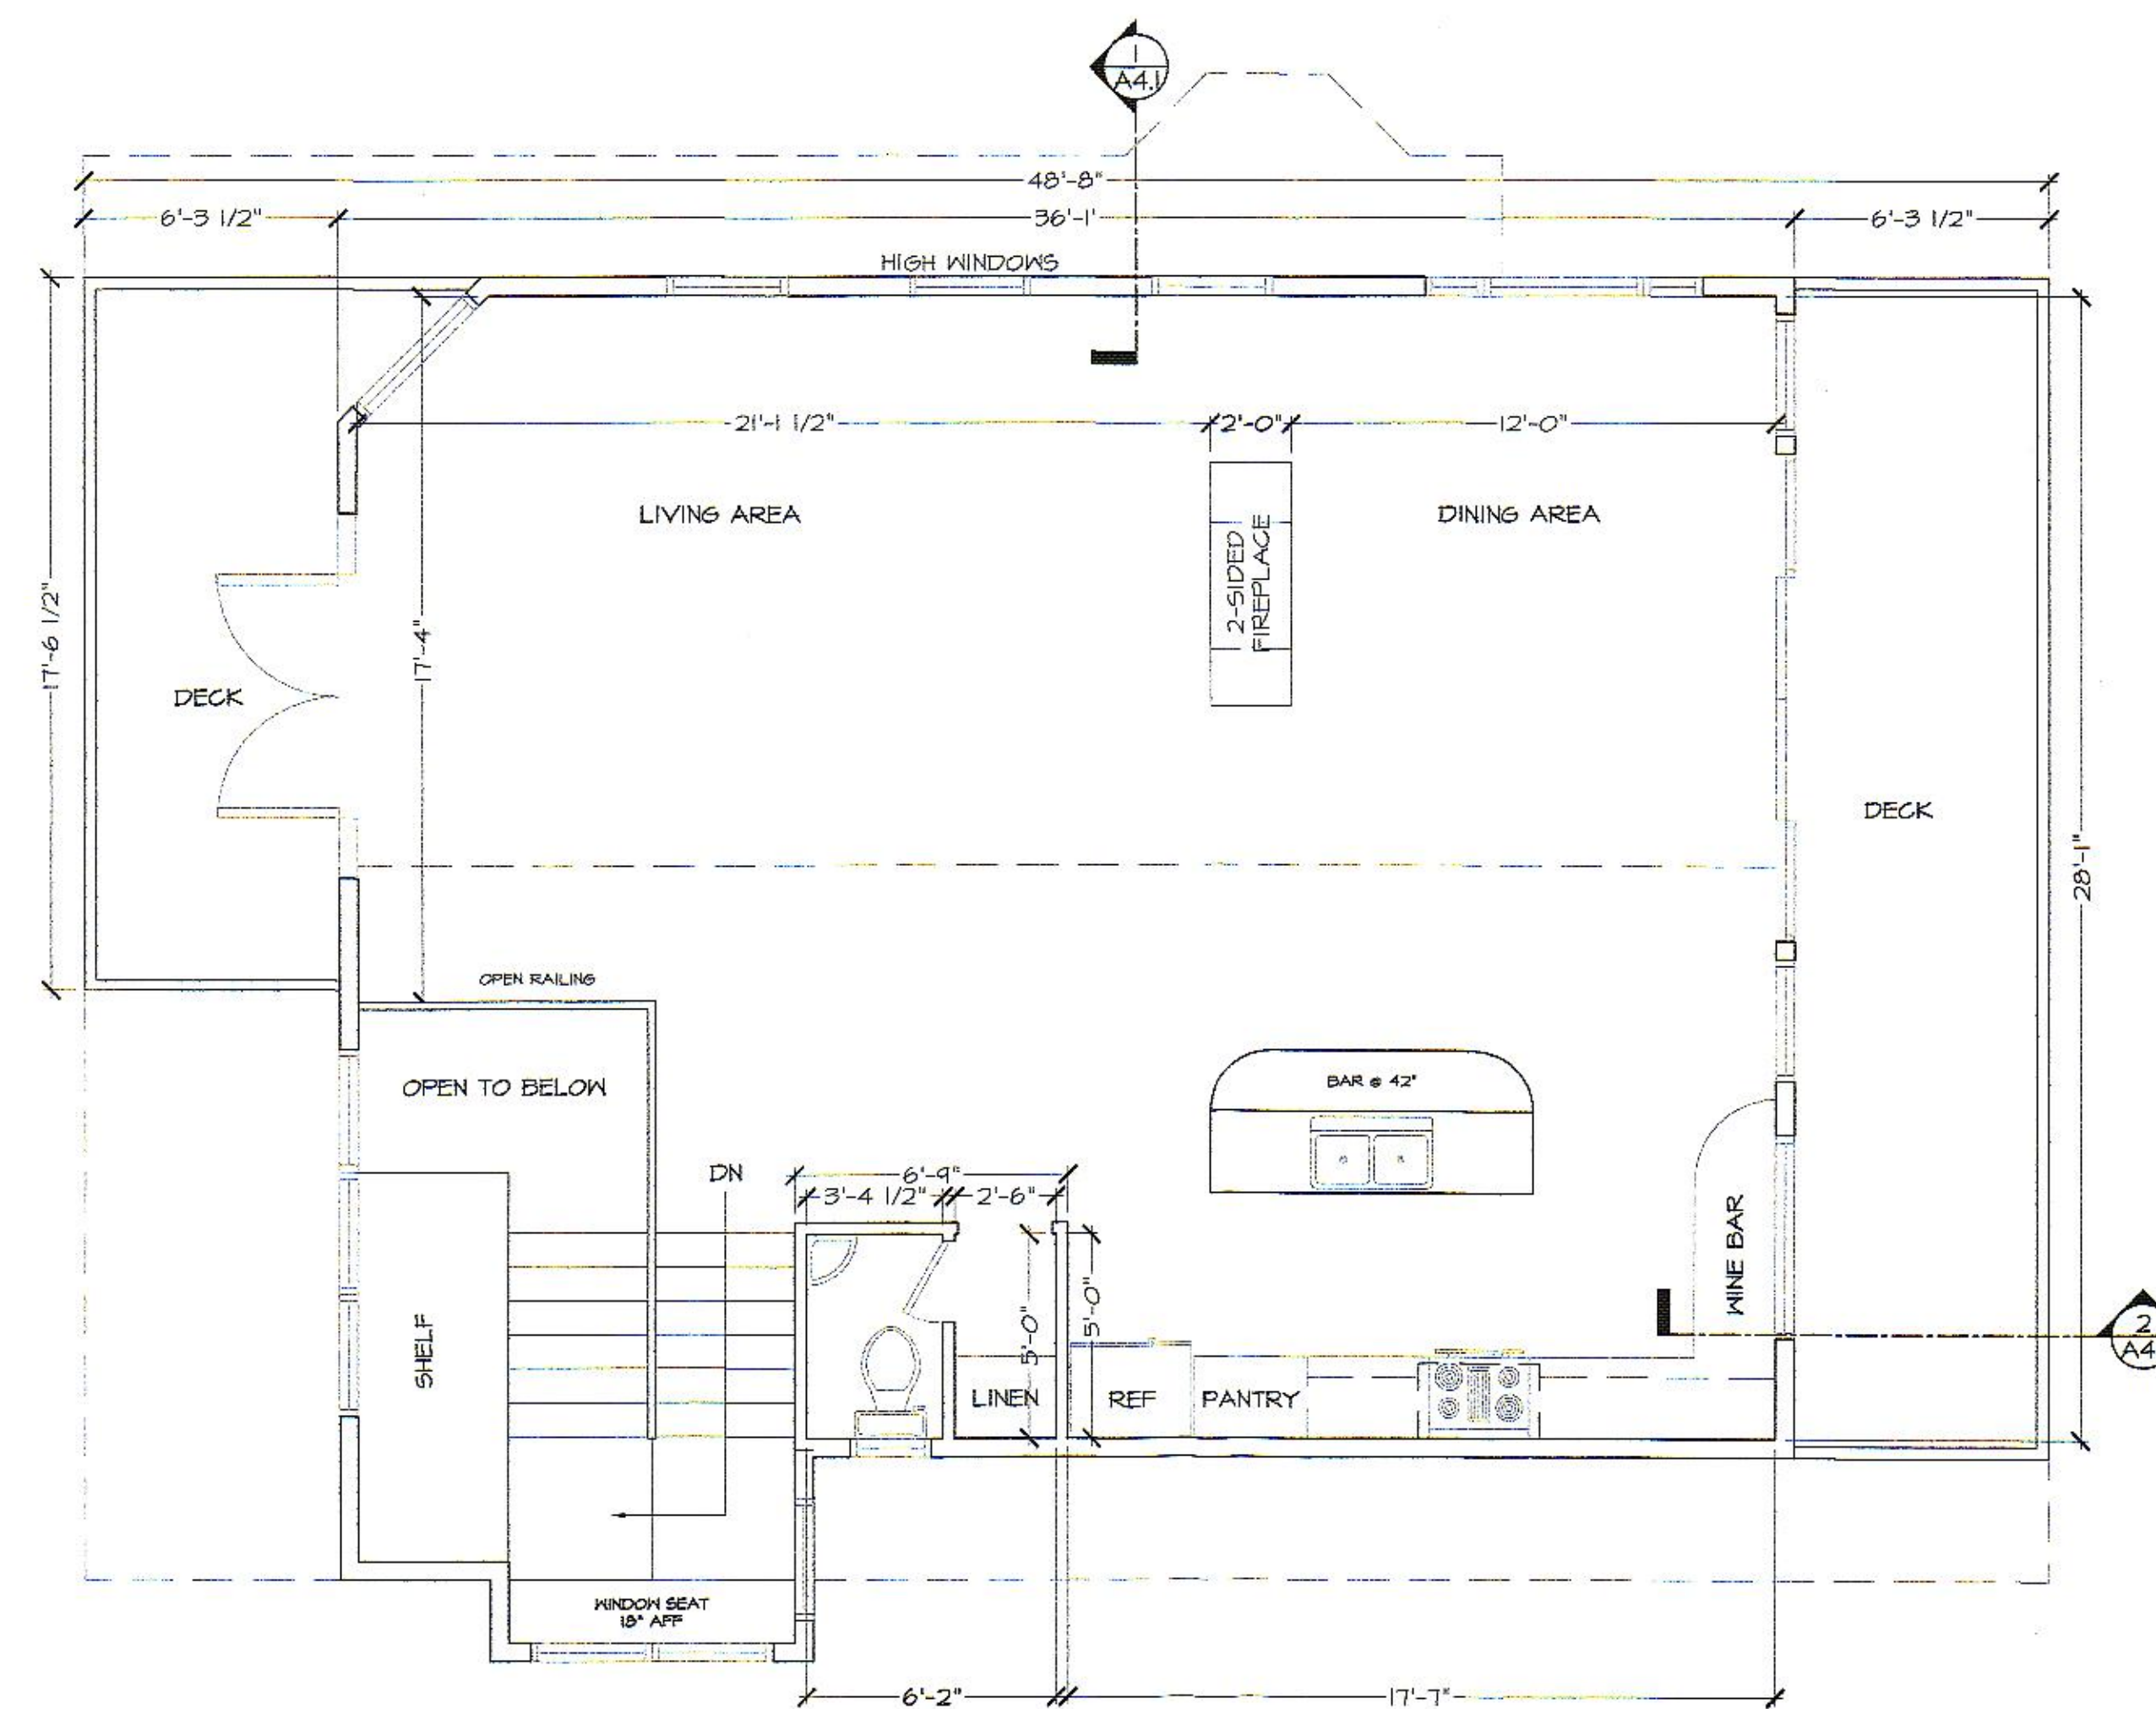 1
A4.1
48'-8"
6'-3 1/2"
36'-1'
6'-3 1/2"
HIGH WINDOWS
21'-1 1/2"
2'-0"
12'-0"
LIVING AREA
2-SIDED
FIREPLACE
DINING AREA
17'-6 1/2"
17'-4"
DECK
DECK
28'-1"
OPEN RAILING
OPEN TO BELOW
BAR @ 42"
DN
6'-9"
3'-4 1/2"
2'-6"
SHELF
5'-0"
5'-0"
WINE BAR
2
A4
LINEN
REF
PANTRY
WINDOW SEAT
18" AFF
6'-2"
17'-7"